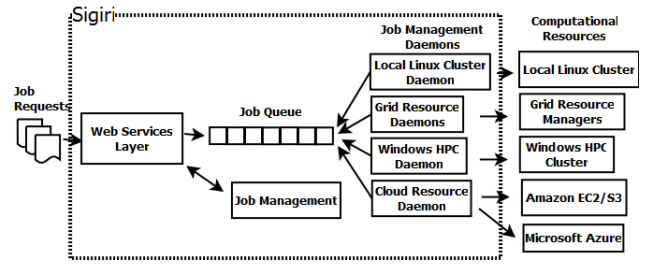 Sigiri
Job Management
Daemons
Computational
Resources
Job
Requests
Web Services
Layer
Job Queue
Job Management
Local Linux Cluster
Daemon
Grid Resource
Daemons
Windows HPC
Daemon
Cloud Resource
Daemon
Local Linux Cluster
Grid Resource
Managers
Windows HPC
Cluster
Amazon EC2/S3
Microsoft Azure